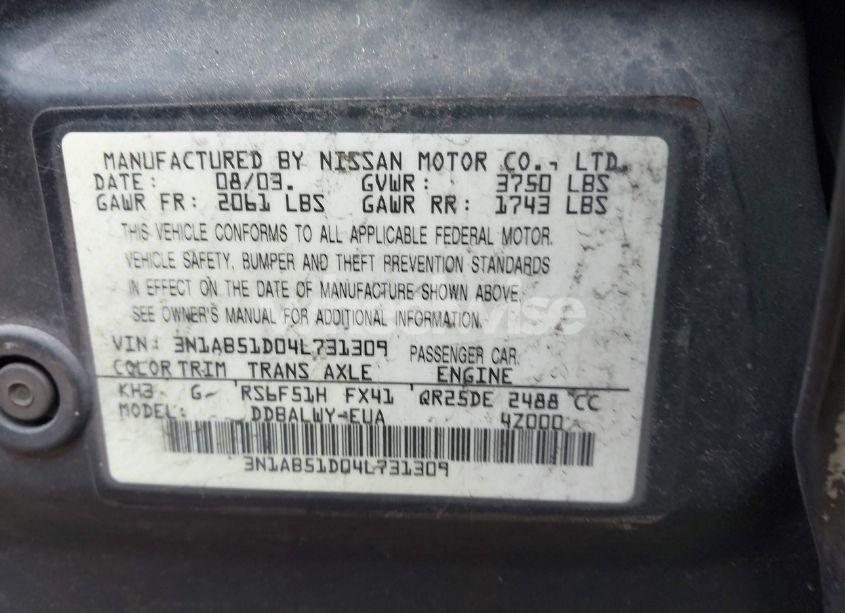 MANUFACTURED BY NISSAN MOTOR CO., LTD.
DATE: 08/03. GVWR: 3750 LBS
GAWR FR: 2061 LBS GAWR RR: 1743 LBS
THIS VEHICLE CONFORMS TO ALL APPLICABLE FEDERAL MOTOR.
VEHICLE SAFETY, BUMPER AND THEFT PREVENTION STANDARDS
IN EFFECT ON THE DATE OF MANUFACTURE SHOWN ABOVE.
SEE OWNER'S MANUAL FOR ADDITIONAL INFORMATION.
VIN: 3N1AB51D04L731309 PASSENGER CAR.
COLOR TRIM TRANS AXLE ENGINE
KH3 G RS6F51H FX41 QR25DE 2488 CC
MODEL: DDBALWY-EUA 4Z000
3N1AB51D04L731309